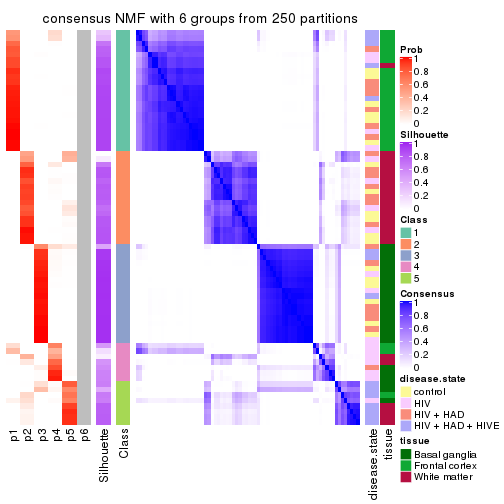 consensus NMF with 6 groups from 250 partitions
Prob
1
0.8
0.6
0.4
0.2
0
Silhouette
1
0.8
0.6
0.4
0.2
0
Class
1
2
3
4
5
Consensus
1
0.8
0.6
0.4
0.2
0
disease.state
control
HIV
HIV + HAD
HIV + HAD + HIVE
tissue
Basal ganglia
Frontal cortex
White matter
p1
p2
p3
p4
p5
p6
Silhouette
Class
disease.state
tissue